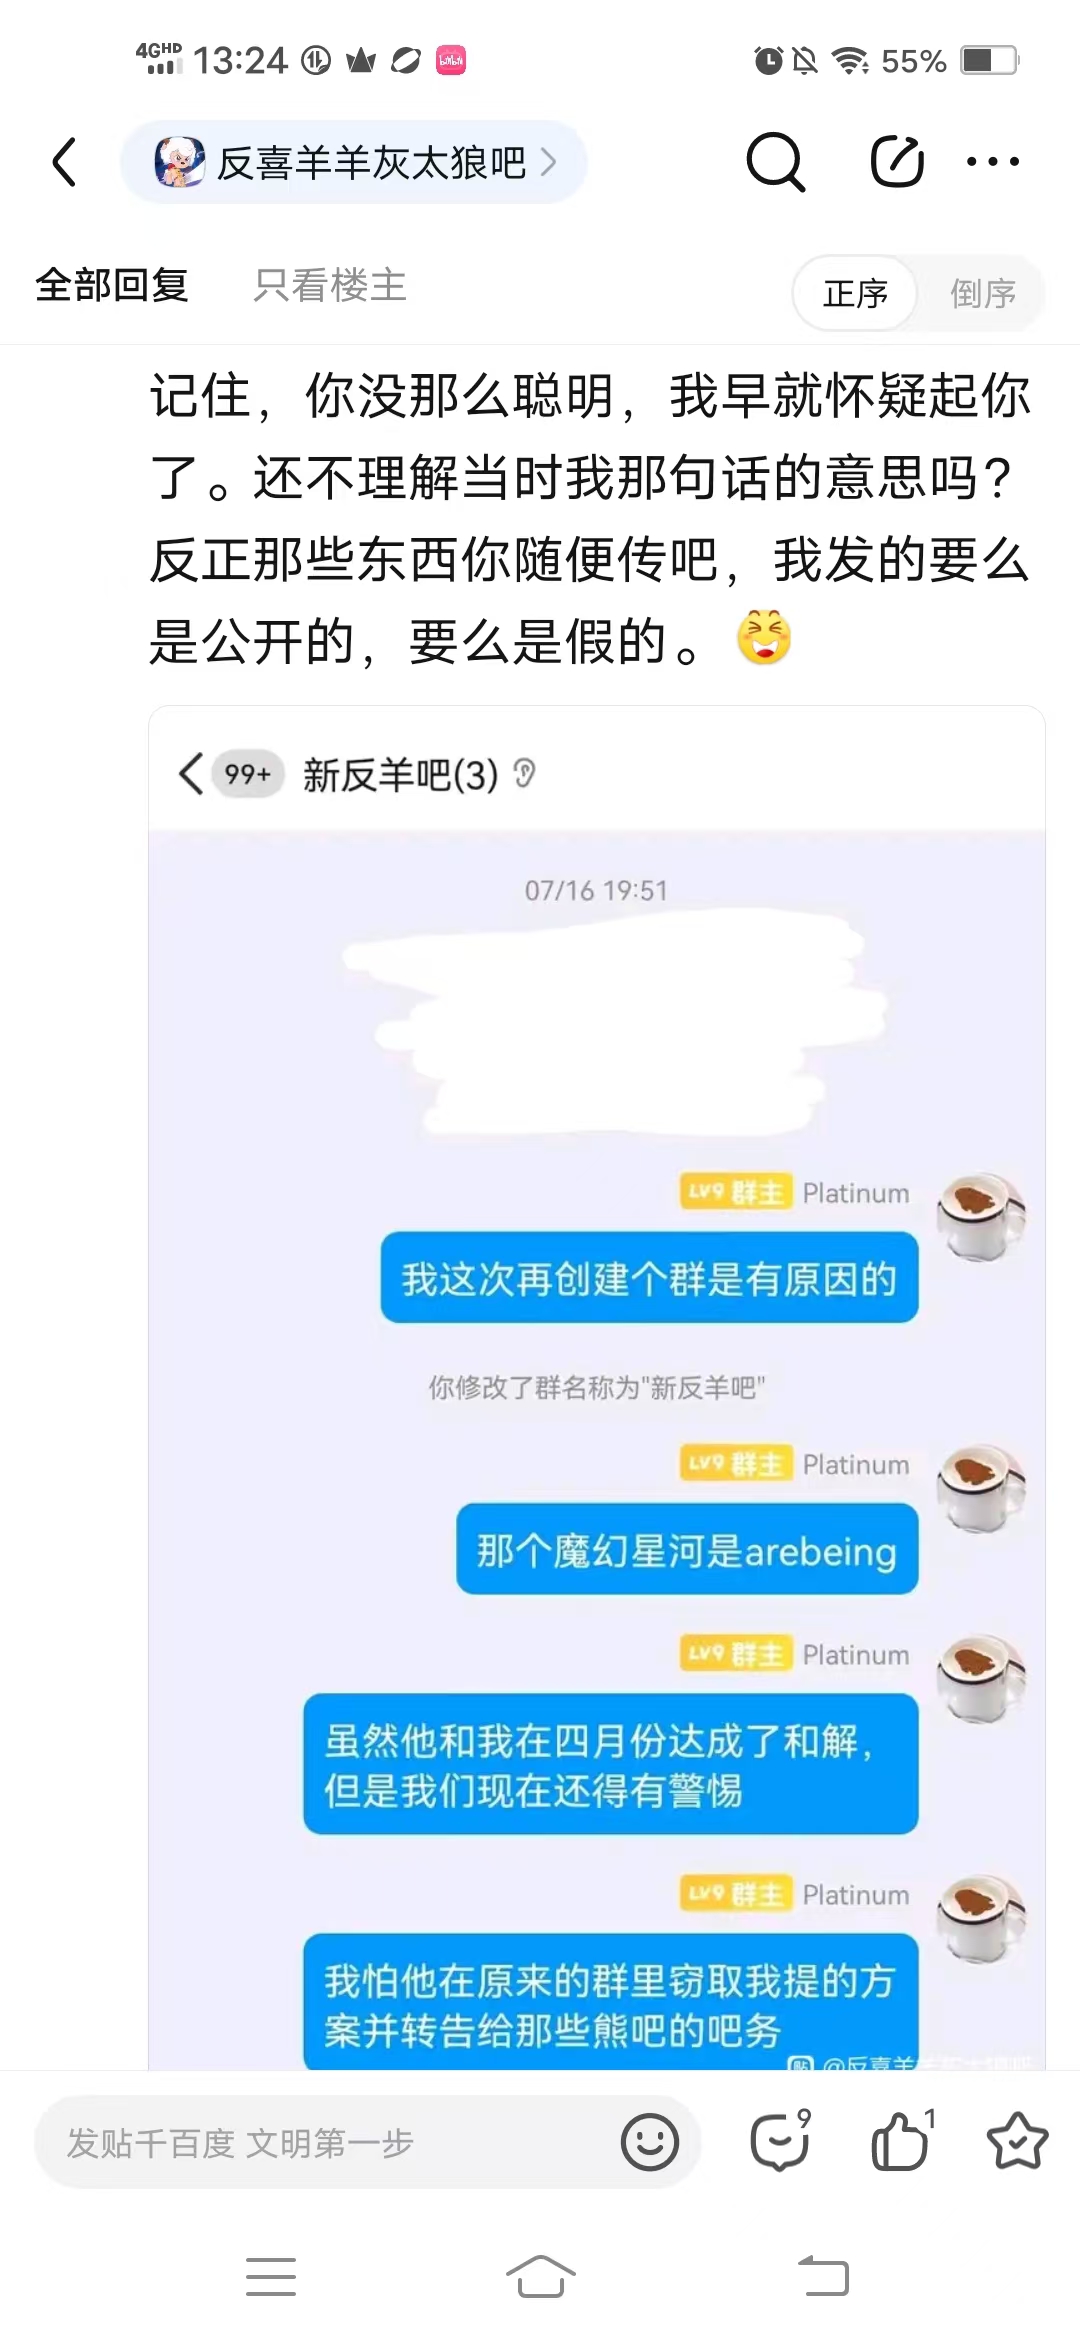 4GHD 13:24 55%
反喜羊羊灰太狼吧
全部回复 只看楼主 正序 倒序
记住，你没那么聪明，我早就怀疑起你
了。还不理解当时我那句话的意思吗？
反正那些东西你随便传吧，我发的要么
是公开的，要么是假的。
99+ 新反羊吧(3)
07/16 19:51
LV9 群主 Platinum
我这次再创建个群是有原因的
你修改了群名称为"新反羊吧"
LV9 群主 Platinum
那个魔幻星河是arebeing
LV9 群主 Platinum
虽然他和我在四月份达成了和解，
但是我们现在还得有警惕
LV9 群主 Platinum
我怕他在原来的群里窃取我提的方
案并转告给那些熊吧的吧务
贴 @反喜羊羊灰太狼吧
发贴千百度 文明第一步 9 1